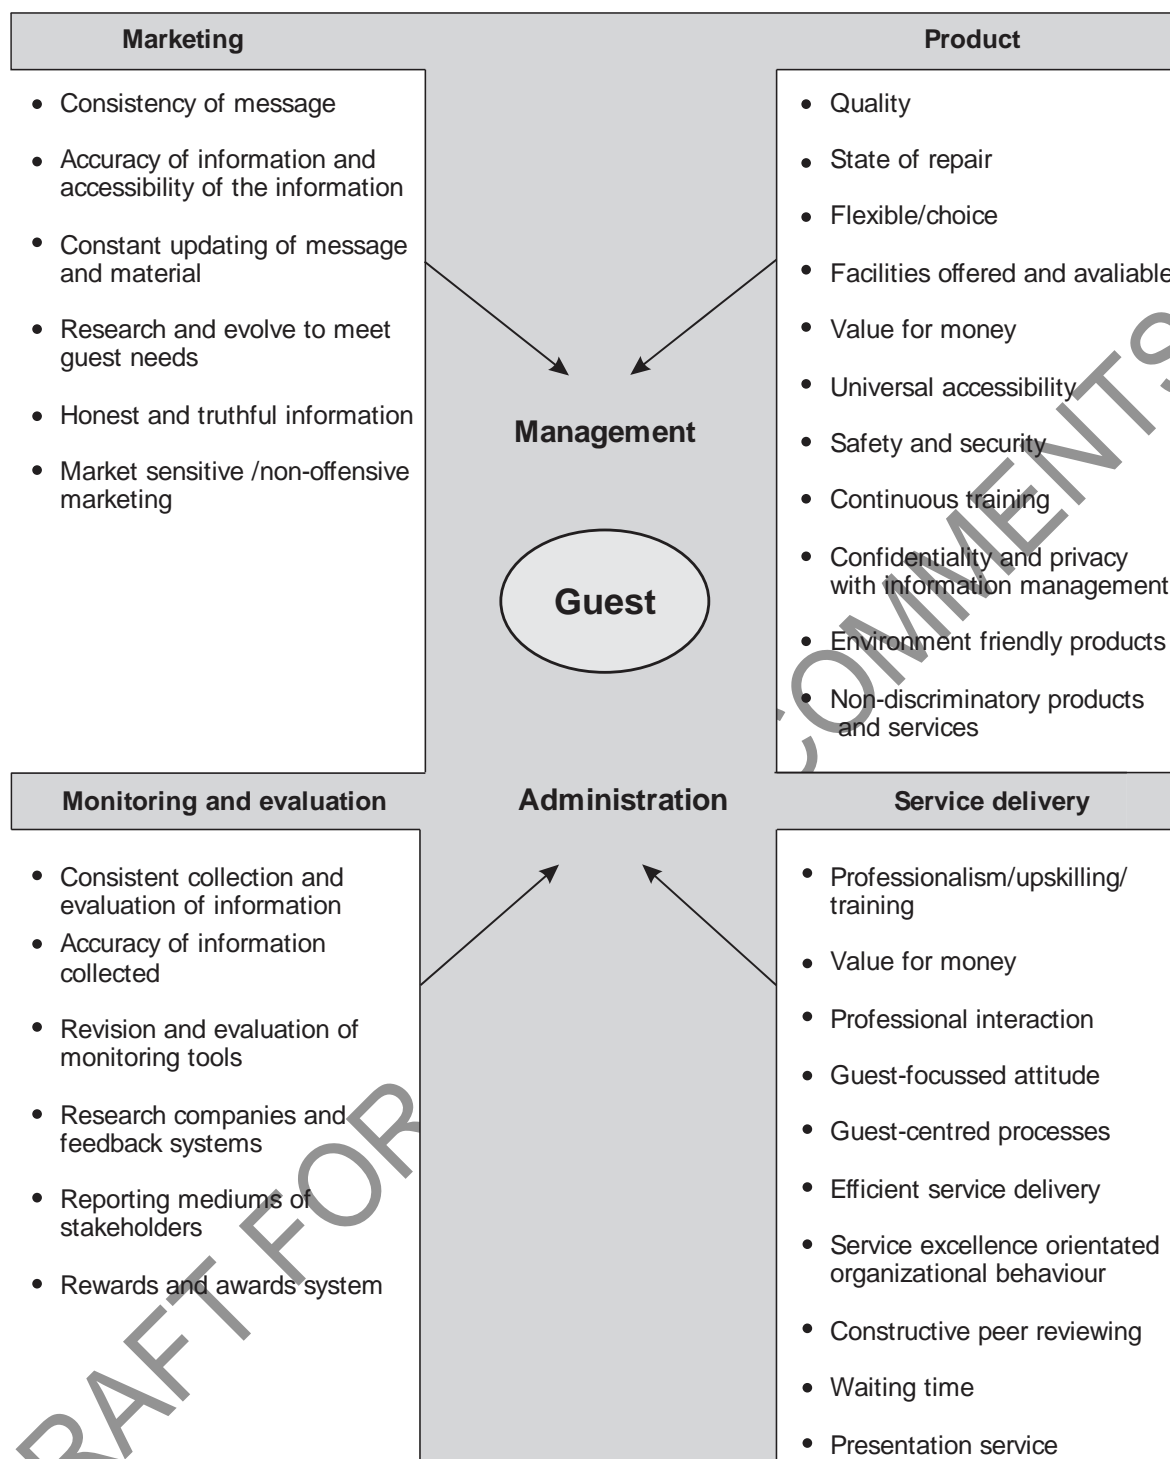 Marketing
• Consistency of message
• Accuracy of information and
accessibility of the information
• Constant updating of message
and material
• Research and evolve to meet
guest needs
• Honest and truthful information
• Market sensitive /non-offensive
marketing
Product
• Quality
• State of repair
• Flexible/choice
• Facilities offered and avaliable
• Value for money
• Universal accessibility
• Safety and security
• Continuous training
• Confidentiality and privacy
with information management
• Environment friendly products
• Non-discriminatory products
and services
Management
Guest
Administration
Monitoring and evaluation
• Consistent collection and
evaluation of information
• Accuracy of information
collected
• Revision and evaluation of
monitoring tools
• Research companies and
feedback systems
• Reporting mediums of
stakeholders
• Rewards and awards system
Service delivery
• Professionalism/upskilling/
training
• Value for money
• Professional interaction
• Guest-focussed attitude
• Guest-centred processes
• Efficient service delivery
• Service excellence orientated
organizational behaviour
• Constructive peer reviewing
• Waiting time
• Presentation service
RAFT FOR COMMENTS